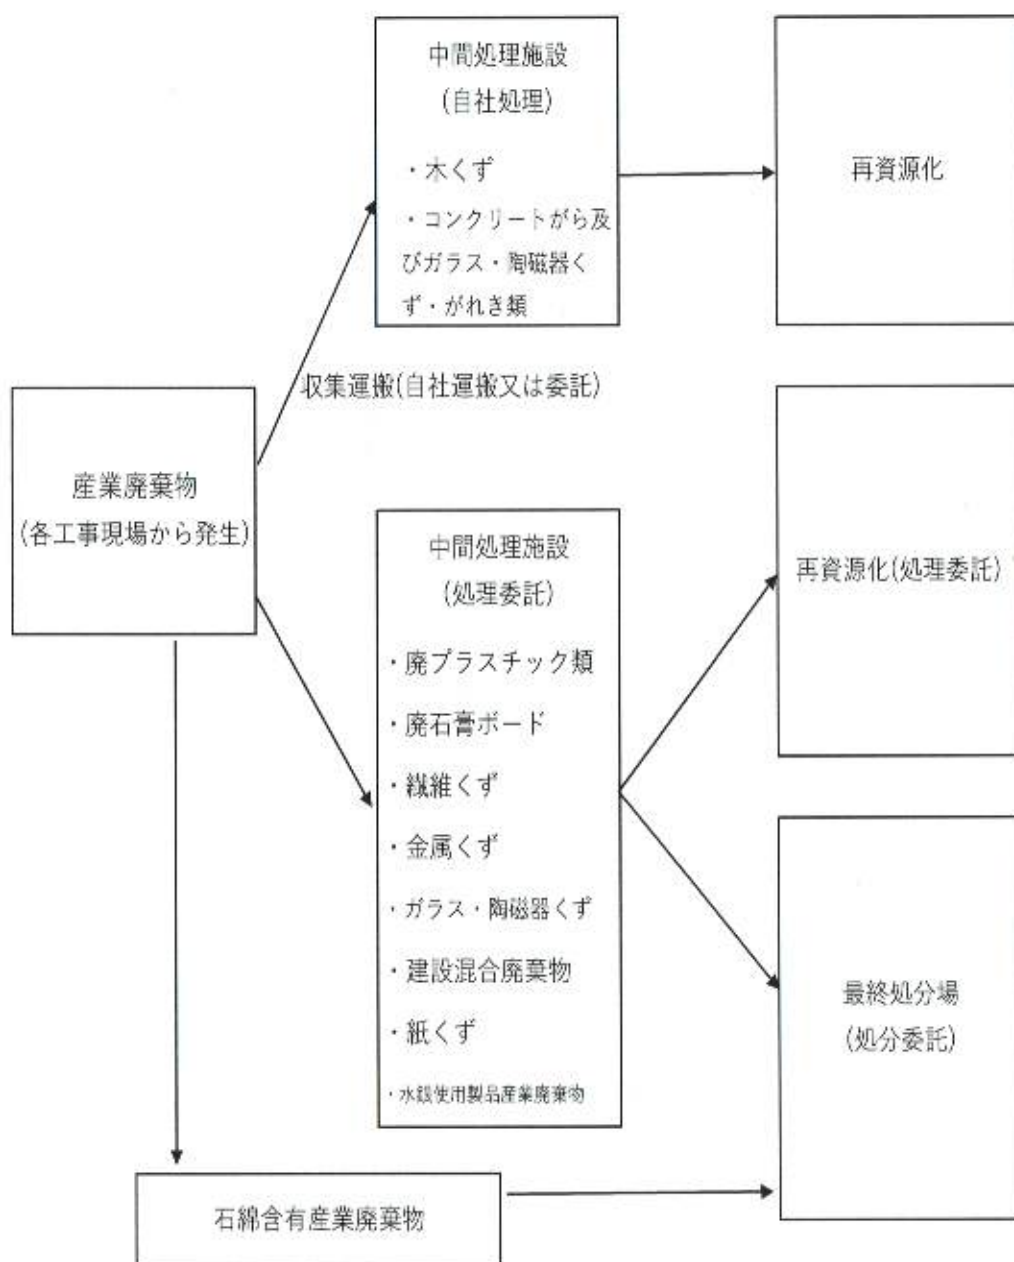 中間処理施設
(自社処理)
・木くず
・コンクリートがら及
びガラス・陶磁器く
ず・がれき類
再資源化
収集運搬(自社運搬又は委託)
産業廃棄物
(各工事現場から発生)
中間処理施設
(処理委託)
・廃プラスチック類
・廃石膏ボード
・繊維くず
・金属くず
・ガラス・陶磁器くず
・建設混合廃棄物
・紙くず
・水銀使用製品産業廃棄物
再資源化(処理委託)
最終処分場
(処分委託)
石綿含有産業廃棄物